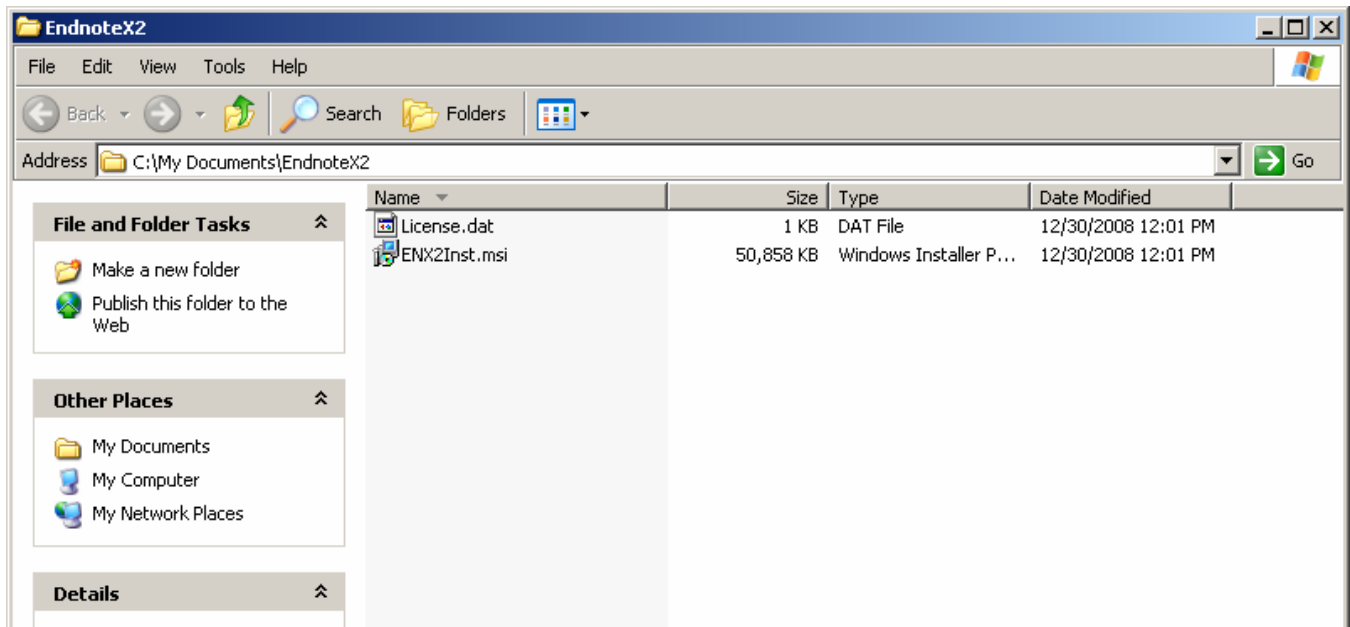 EndnoteX2
File Edit View Tools Help
Back Search Folders
Address C:\My Documents\EndnoteX2 Go
Name Size Type Date Modified
License.dat 1 KB DAT File 12/30/2008 12:01 PM
ENX2Inst.msi 50,858 KB Windows Installer P... 12/30/2008 12:01 PM
File and Folder Tasks
Make a new folder
Publish this folder to the
Web
Other Places
My Documents
My Computer
My Network Places
Details